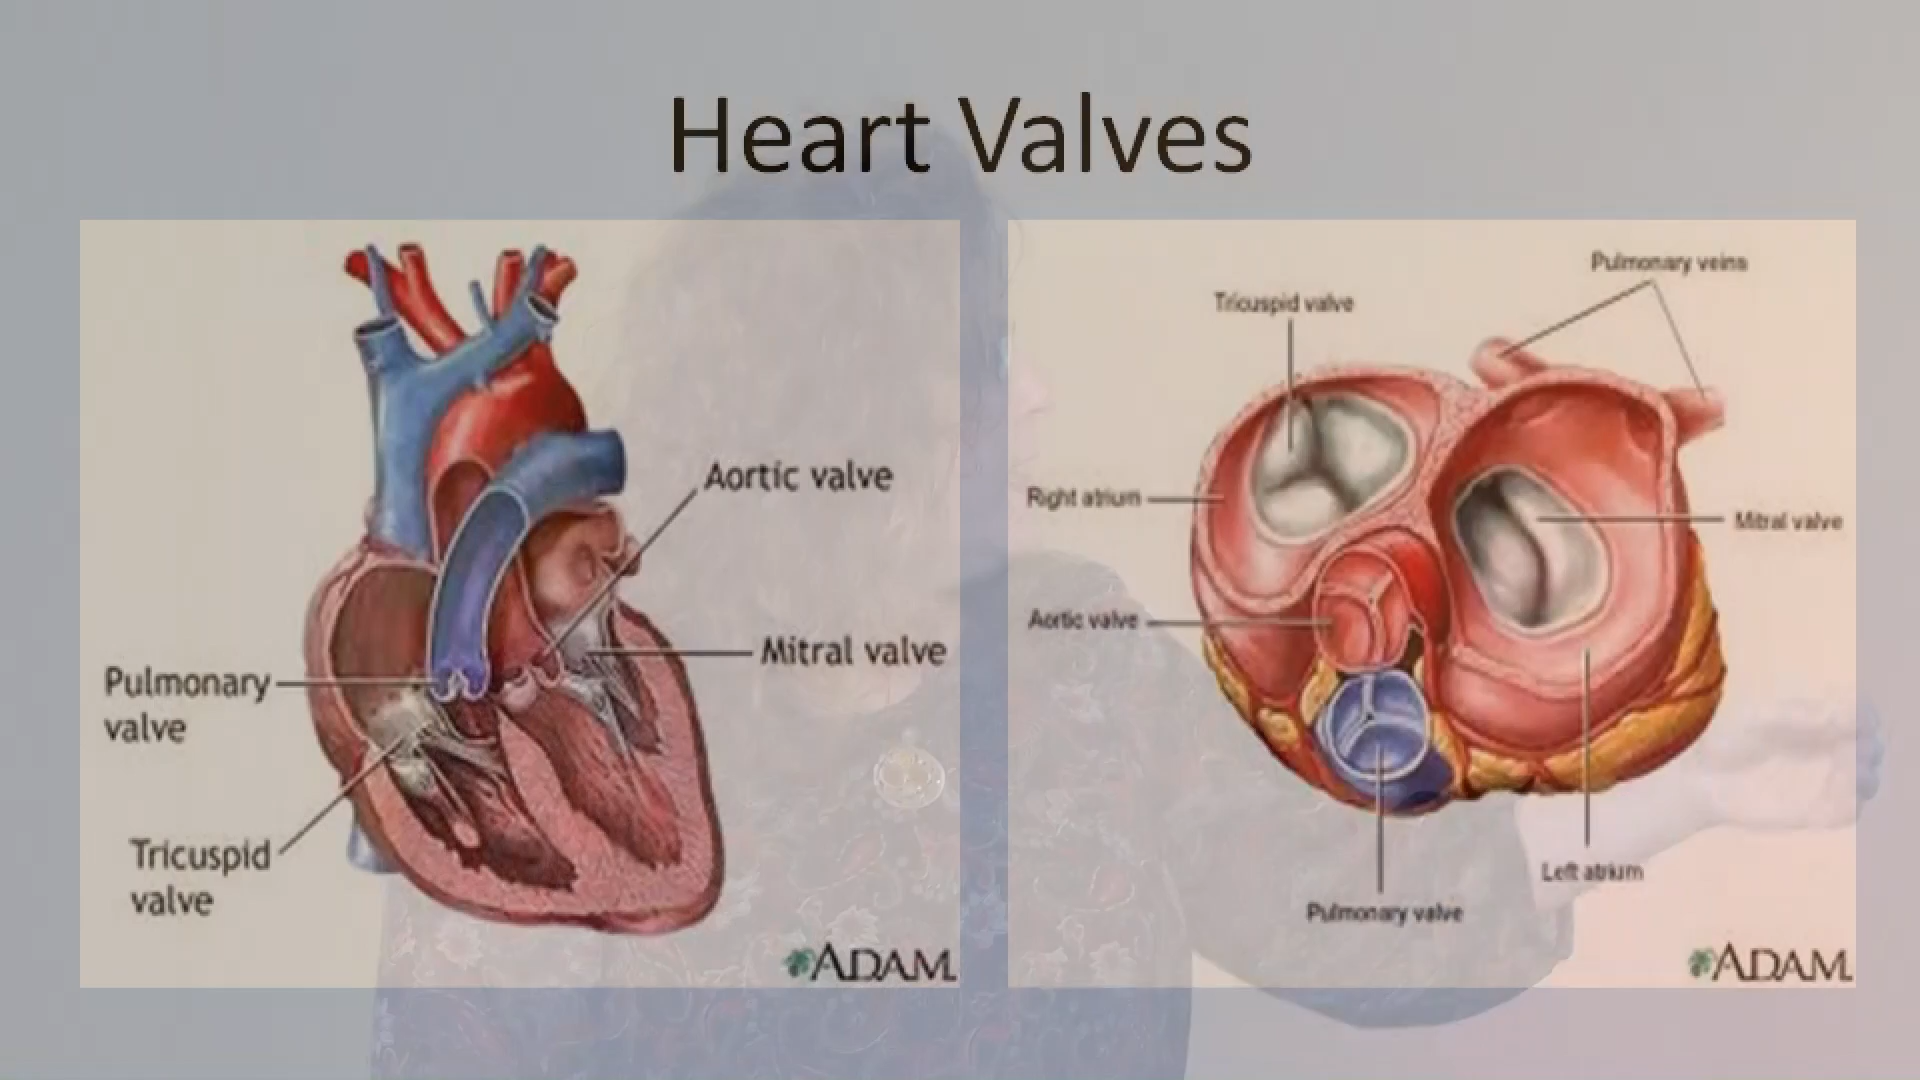 Heart Valves
Aortic valve
Mitral valve
Pulmonary
valve
Tricuspid
valve
ADAM
Pulmonary veins
Tricuspid valve
Right atrium
Mitral valve
Aortic valve
Left atrium
Pulmonary valve
ADAM